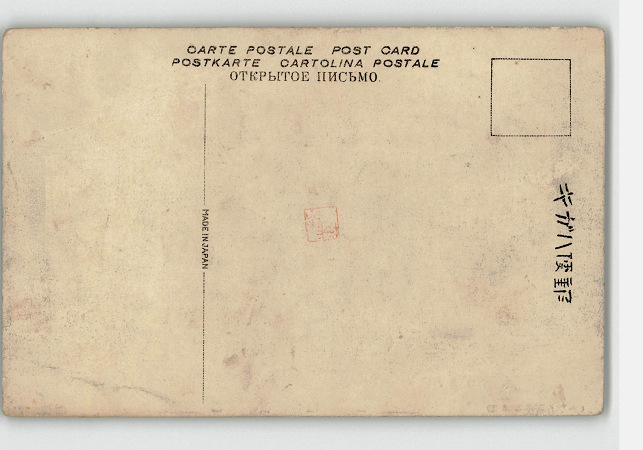 CARTE POSTALE POST CARD
POSTKARTE CARTOLINA POSTALE
ОТКРЫТОЕ ПИСЬМО.
MADE IN JAPAN
キガハ便郵